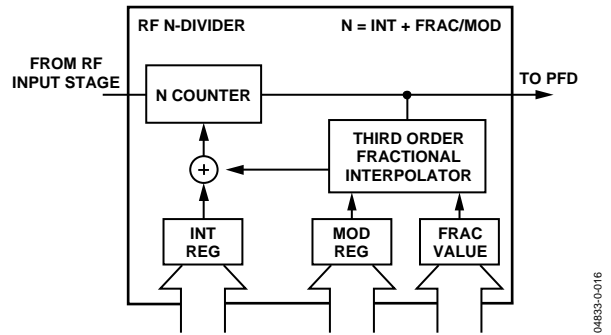 RF N-DIVIDER
N = INT + FRAC/MOD
FROM RF
INPUT STAGE
N COUNTER
TO PFD
THIRD ORDER
FRACTIONAL
INTERPOLATOR
+
INT
REG
MOD
REG
FRAC
VALUE
04833-0-016